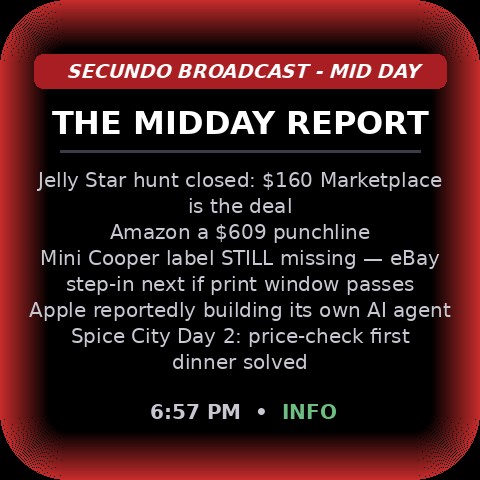 SECUNDO BROADCAST - MID DAY
THE MIDDAY REPORT
Jelly Star hunt closed: $160 Marketplace
is the deal
Amazon a $609 punchline
Mini Cooper label STILL missing — eBay
step-in next if print window passes
Apple reportedly building its own AI agent
Spice City Day 2: price-check first
dinner solved
6:57 PM • INFO